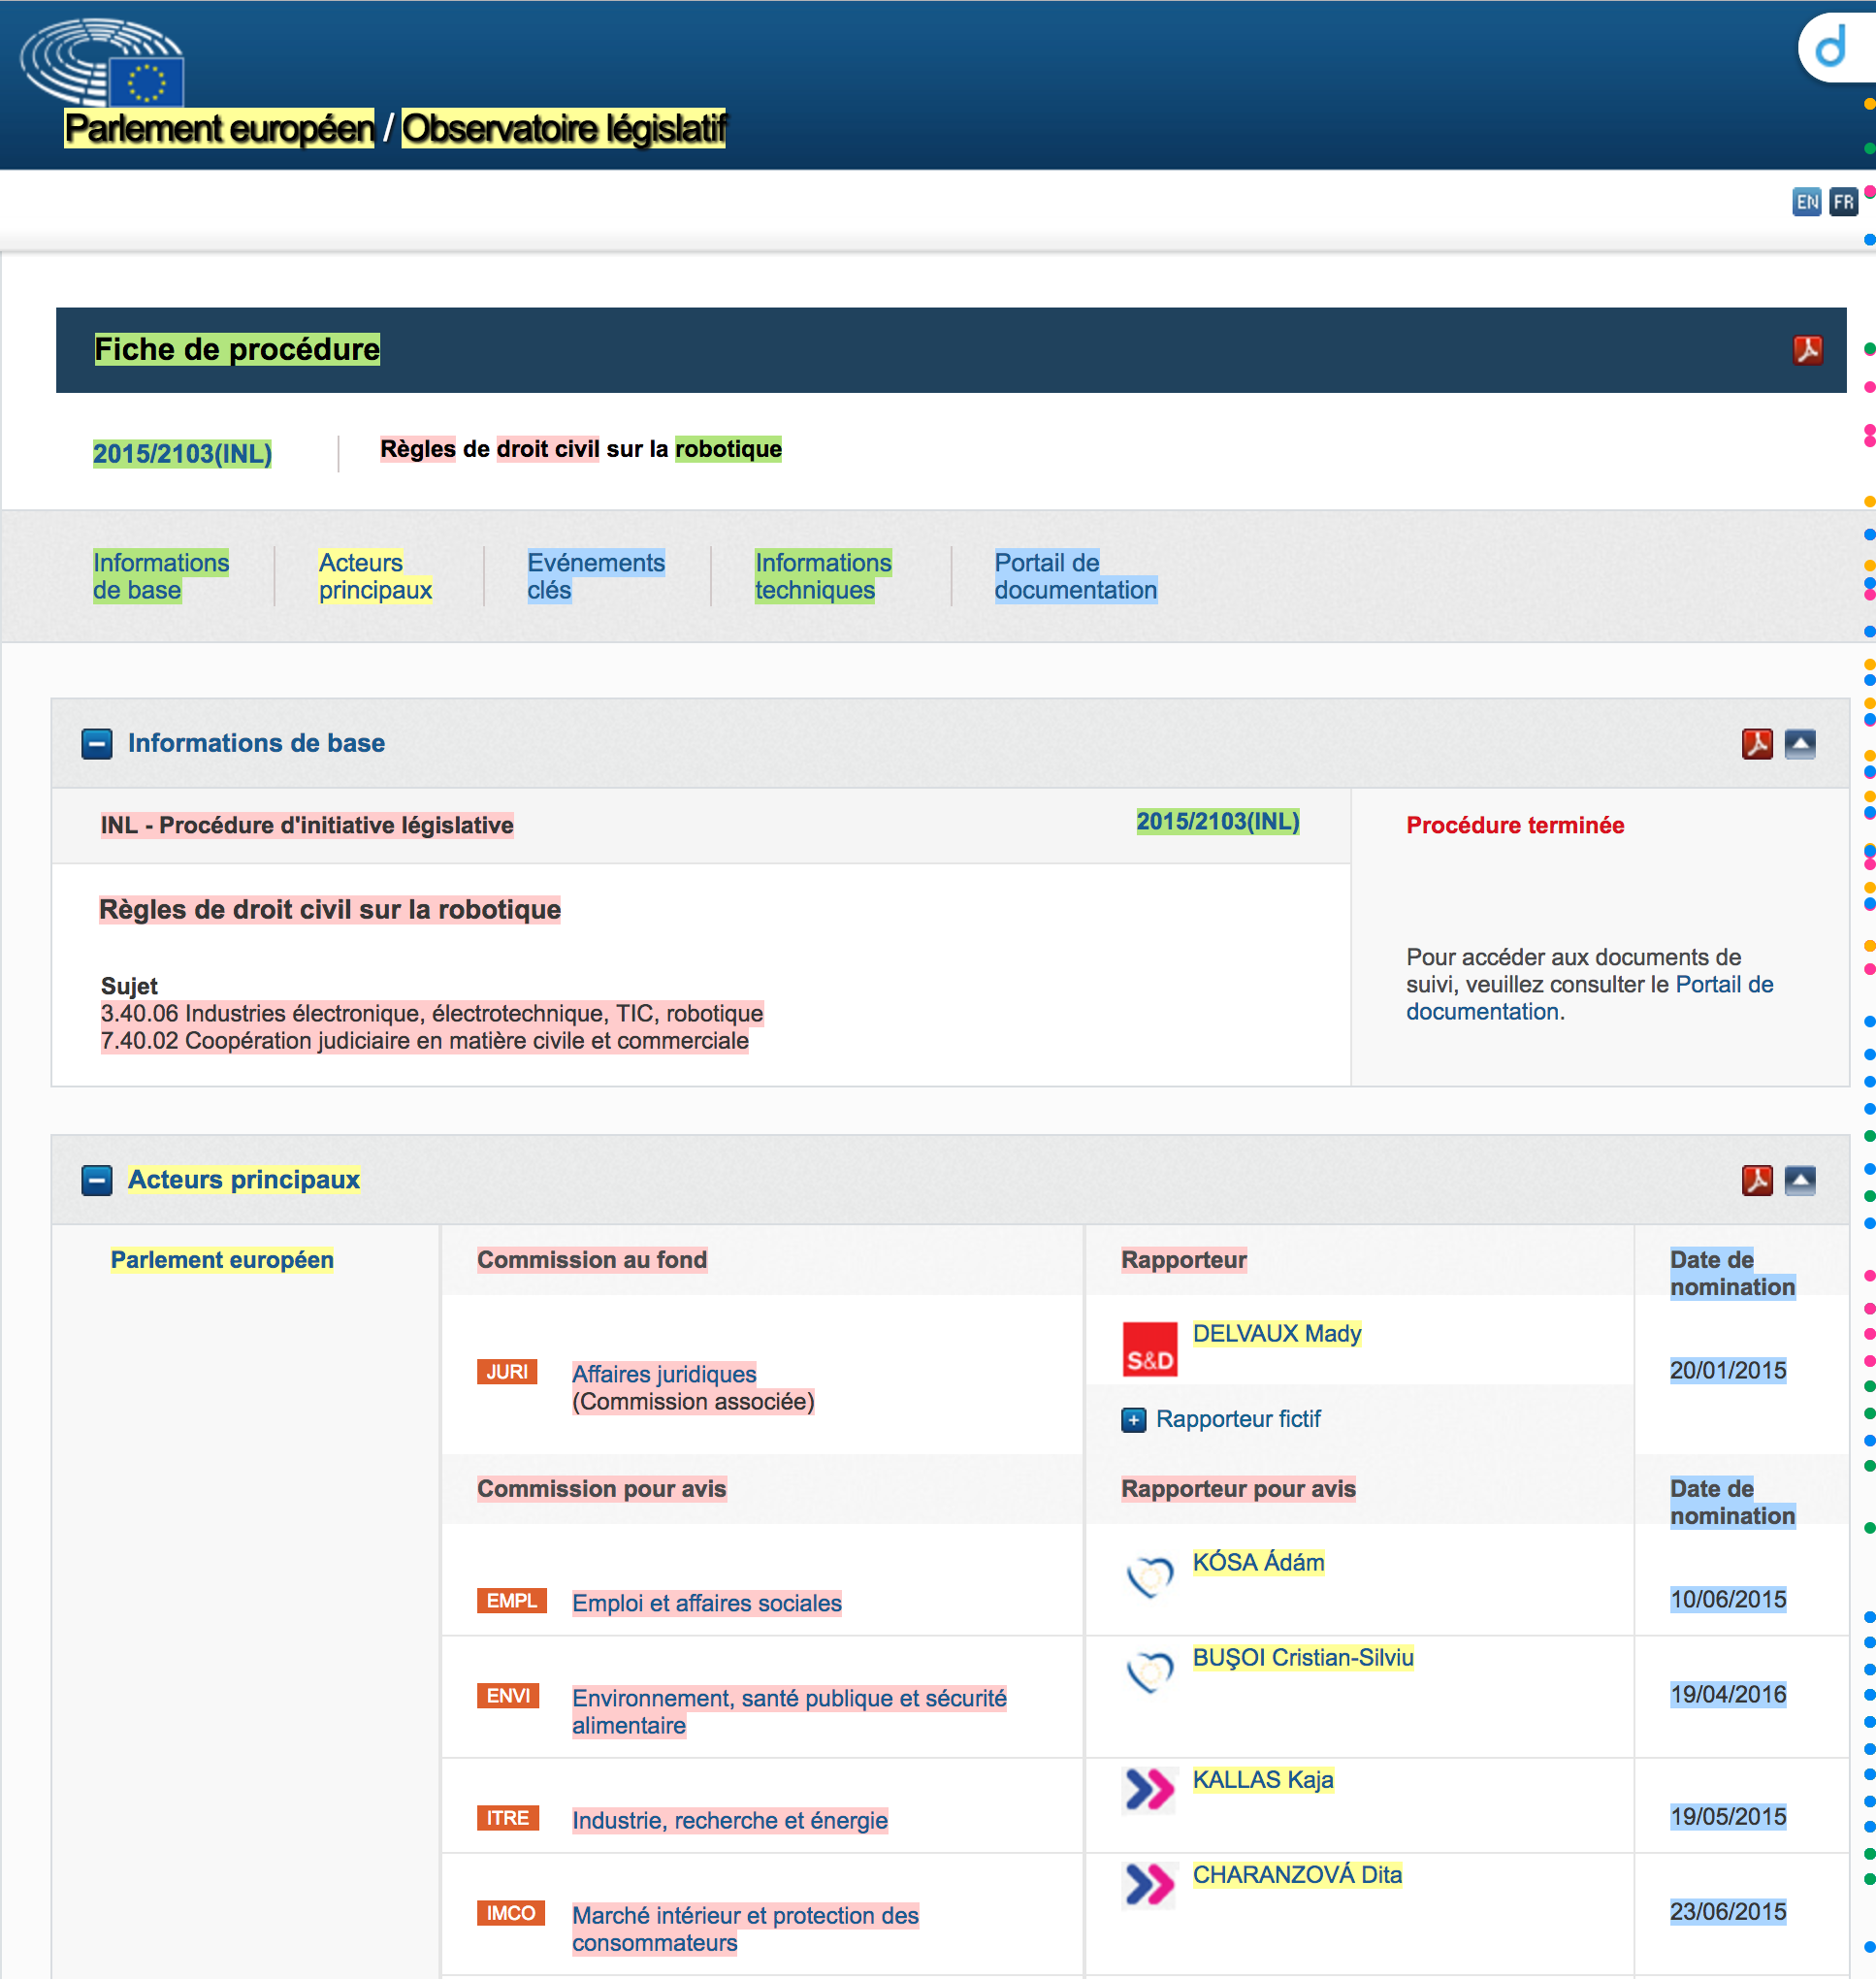 d
Parlement européen / Observatoire législatif
EN FR
Fiche de procédure
2015/2103(INL)
Règles de droit civil sur la robotique
Informations
de base
Acteurs
principaux
Evénements
clés
Informations
techniques
Portail de
documentation
Informations de base
INL - Procédure d'initiative législative
2015/2103(INL)
Règles de droit civil sur la robotique
Sujet
3.40.06 Industries électronique, électrotechnique, TIC, robotique
7.40.02 Coopération judiciaire en matière civile et commerciale
Procédure terminée
Pour accéder aux documents de
suivi, veuillez consulter le Portail de
documentation.
Acteurs principaux
Parlement européen
Commission au fond
Rapporteur
Date de
nomination
JURI
Affaires juridiques
(Commission associée)
S&D
DELVAUX Mady
20/01/2015
Rapporteur fictif
Commission pour avis
Rapporteur pour avis
Date de
nomination
EMPL
Emploi et affaires sociales
KÓSA Ádám
10/06/2015
ENVI
Environnement, santé publique et sécurité
alimentaire
BUŞOI Cristian-Silviu
19/04/2016
ITRE
Industrie, recherche et énergie
KALLAS Kaja
19/05/2015
IMCO
Marché intérieur et protection des
consommateurs
CHARANZOVÁ Dita
23/06/2015